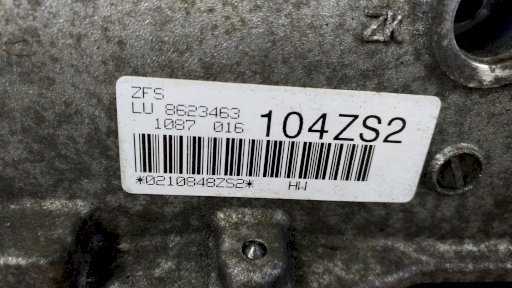 ZK
ZFS
LU 8623463
1087 016
104ZS2
*0210848ZS2* HW